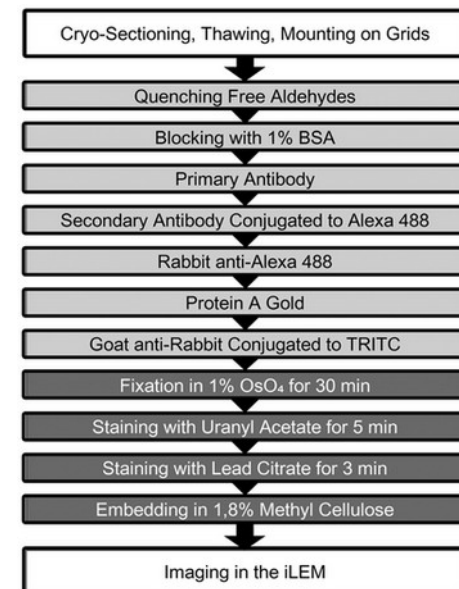 Cryo-Sectioning, Thawing, Mounting on Grids
Quenching Free Aldehydes
Blocking with 1% BSA
Primary Antibody
Secondary Antibody Conjugated to Alexa 488
Rabbit anti-Alexa 488
Protein A Gold
Goat anti-Rabbit Conjugated to TRITC
Fixation in 1% OsO₄ for 30 min
Staining with Uranyl Acetate for 5 min
Staining with Lead Citrate for 3 min
Embedding in 1,8% Methyl Cellulose
Imaging in the iLEM